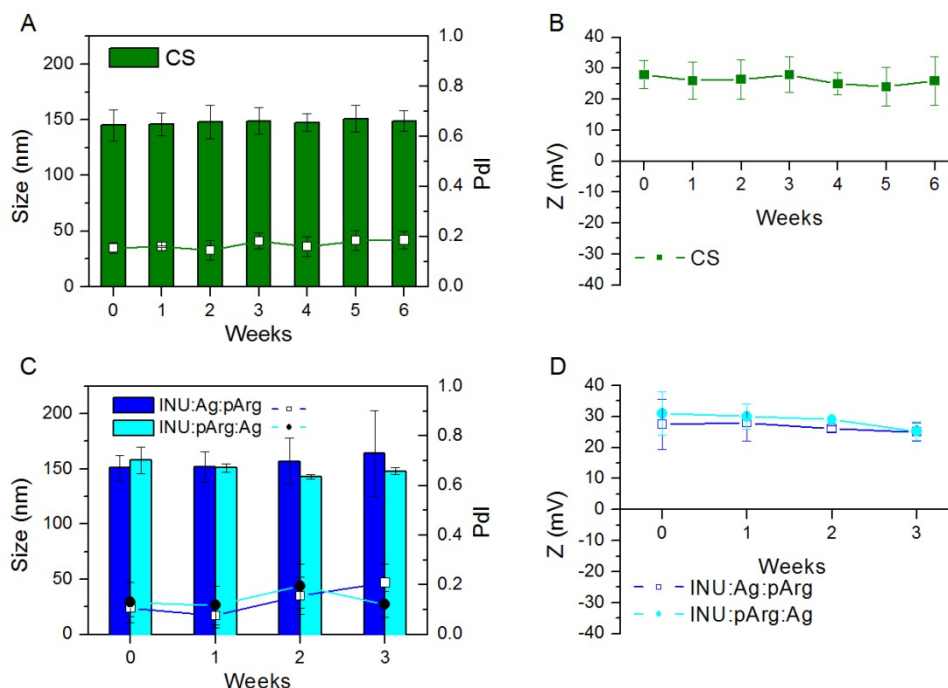 A
CS
Size (nm)
200
150
100
50
0
1.0
0.8
0.6
0.4
0.2
0.0
PdI
0 1 2 3 4 5 6
Weeks
B
Z (mV)
40
30
20
10
0
-10
-20
-30
-40
0 1 2 3 4 5 6
Weeks
CS
C
INU:Ag:pArg
INU:pArg:Ag
Size (nm)
200
150
100
50
0
1.0
0.8
0.6
0.4
0.2
0.0
PdI
0 1 2 3
Weeks
D
Z (mV)
40
30
20
10
0
-10
-20
-30
-40
0 1 2 3
Weeks
INU:Ag:pArg
INU:pArg:Ag